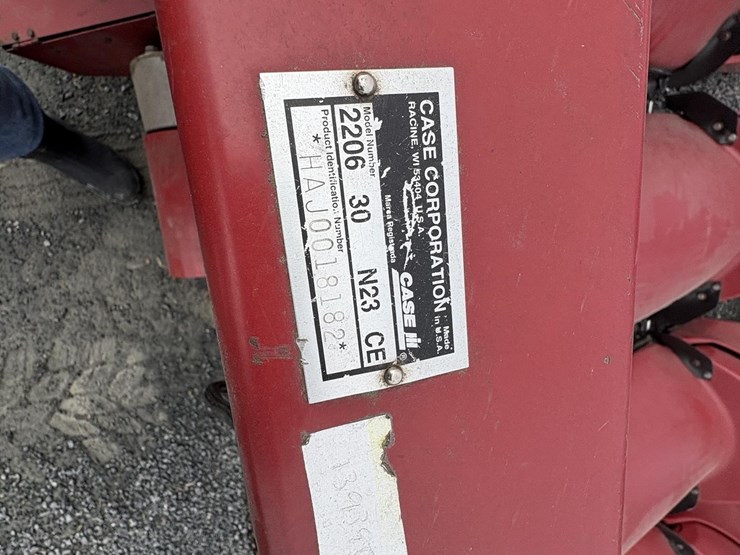 CASE CORPORATION
RACINE, WI 53404, U.S.A.
Made
in U.S.A.
Marca Registrada
CASE III ®
Model Number
2206 30 N23 CE
Product Identification Number
*HAJ0018182*